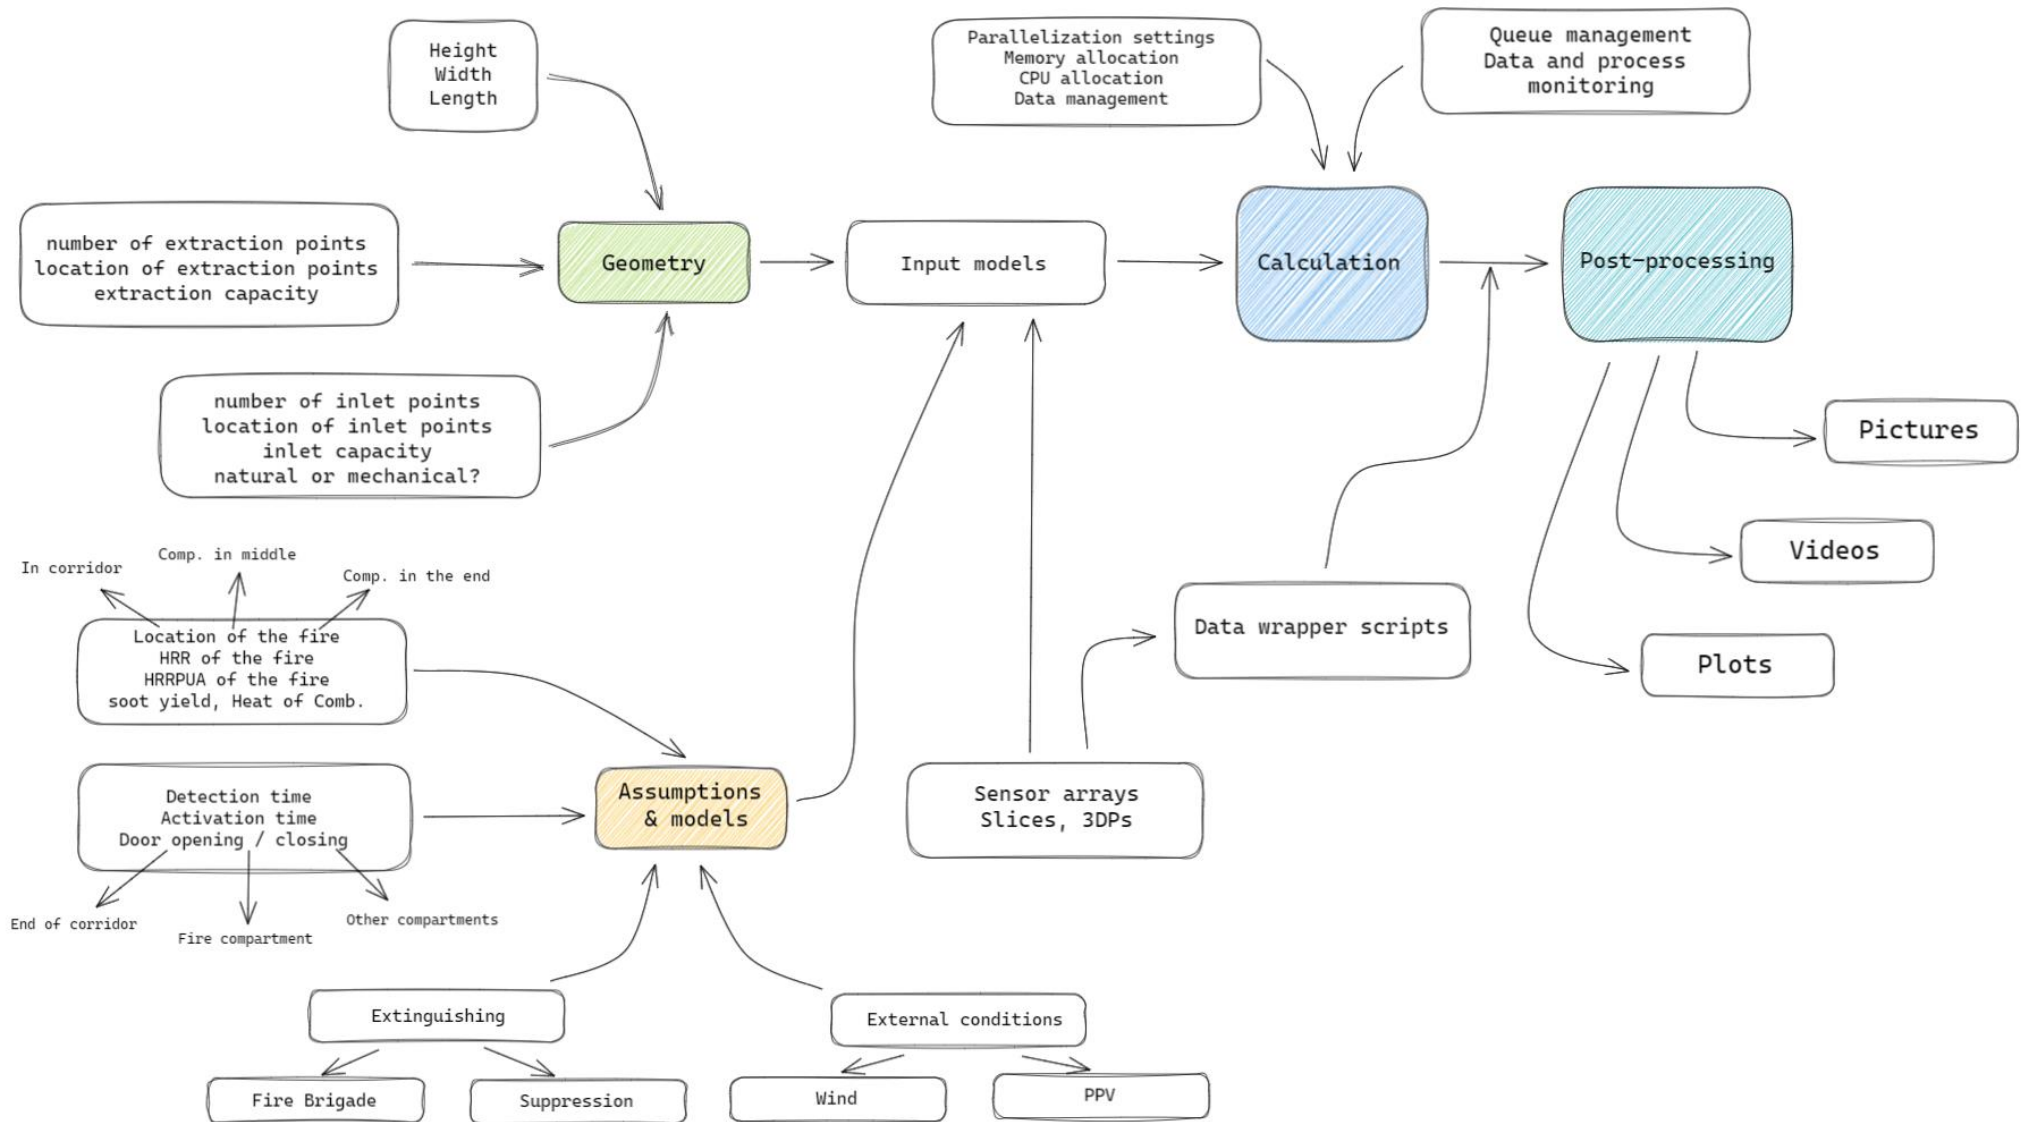 Height
Width
Length
Parallelization settings
Memory allocation
CPU allocation
Data management
Queue management
Data and process
monitoring
number of extraction points
location of extraction points
extraction capacity
Geometry
Input models
Calculation
Post-processing
number of inlet points
location of inlet points
inlet capacity
natural or mechanical?
Pictures
Videos
Plots
In corridor
Comp. in middle
Comp. in the end
Location of the fire
HRR of the fire
HRRPUA of the fire
soot yield, Heat of Comb.
Data wrapper scripts
Detection time
Activation time
Door opening / closing
Assumptions
& models
Sensor arrays
Slices, 3DPs
End of corridor
Fire compartment
Other compartments
Extinguishing
External conditions
Fire Brigade
Suppression
Wind
PPV